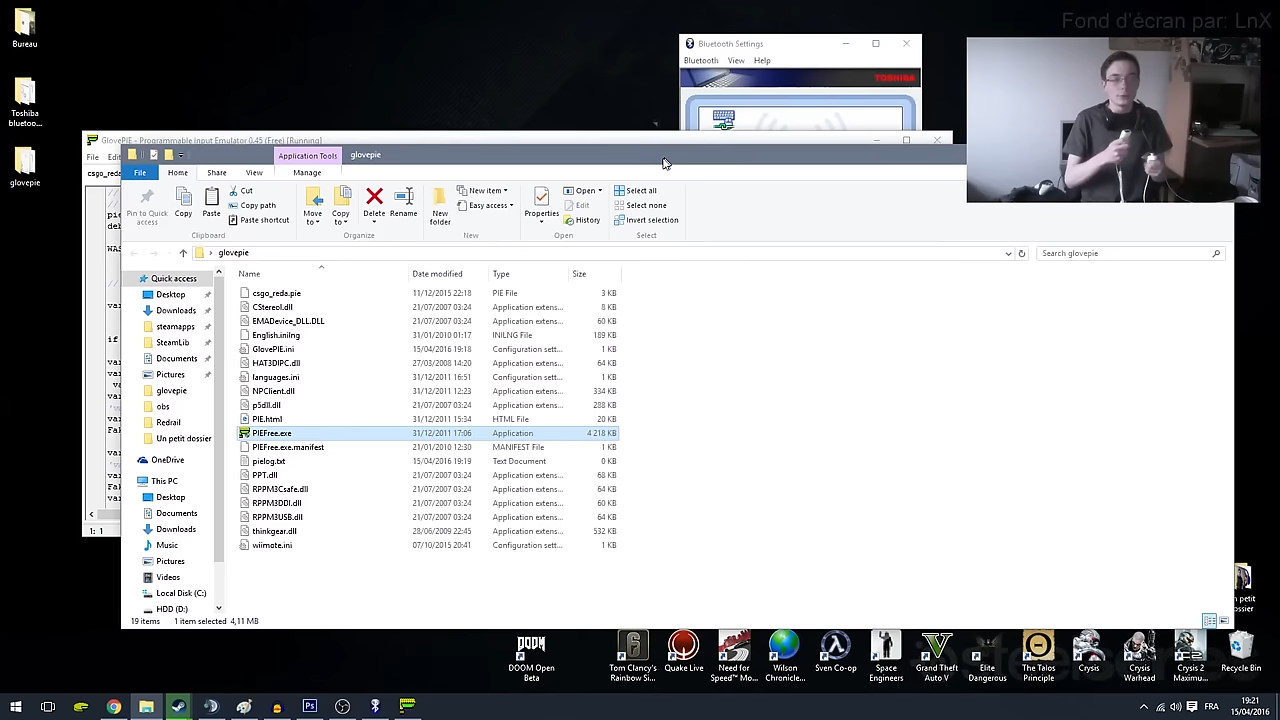 Fond d'écran par: LnX
Bureau
Toshiba
bluetoo...
glovepie
Bluetooth Settings
Bluetooth View Help
TOSHIBA
GlovePIE - Programmable Input Emulator 0.45 (Free) [Running]
File Edi
csgo_reda
Application Tools
glovepie
File Home Share View Manage
Pin to Quick
access
Copy
Paste
Cut
Copy path
Paste shortcut
Clipboard
Move
to
Copy
to
Delete
Rename
Organize
New
folder
New item
Easy access
New
Properties
Open
Edit
History
Open
Select all
Select none
Invert selection
Select
glovepie
Search glovepie
Quick access
Desktop
Downloads
steamapps
SteamLib
Documents
Pictures
glovepie
obs
Redrail
Un petit dossier
OneDrive
This PC
Desktop
Documents
Downloads
Music
Pictures
Videos
Local Disk (C:)
HDD (D:)
Name Date modified Type Size
csgo_reda.pie 11/12/2015 22:18 PIE File 3 KB
CStereol.dll 21/07/2007 03:24 Application extens... 8 KB
EMADevice_DLL.DLL 21/07/2007 03:24 Application extens... 60 KB
English.inilng 31/01/2010 01:17 INILNG File 189 KB
GlovePIE.ini 15/04/2016 19:18 Configuration sett... 1 KB
HAT3DIPC.dll 27/03/2008 14:20 Application extens... 64 KB
languages.ini 31/12/2011 16:51 Configuration sett... 1 KB
NPClient.dll 31/12/2011 12:23 Application extens... 334 KB
p5dll.dll 21/07/2007 03:24 Application extens... 288 KB
PIE.html 31/12/2011 15:34 HTML File 20 KB
PIEFree.exe 31/12/2011 17:06 Application 4 218 KB
PIEFree.exe.manifest 21/01/2010 12:30 MANIFEST File 1 KB
pielog.txt 15/04/2016 19:19 Text Document 0 KB
PPT.dll 21/07/2007 03:24 Application extens... 68 KB
RPPM3Csafe.dll 21/07/2007 03:24 Application extens... 64 KB
RPPM3DDI.dll 21/07/2007 03:24 Application extens... 60 KB
RPPM3USB.dll 21/07/2007 03:24 Application extens... 64 KB
thinkgear.dll 28/06/2009 22:45 Application extens... 532 KB
wiimote.ini 07/10/2015 20:41 Configuration sett... 1 KB
1: 1
19 items 1 item selected 4,11 MB
DOOM
DOOM Open
Beta
Tom Clancy's
Rainbow Si...
Quake Live
Need for
Speed™ Mo...
Wilson
Chronicle...
Sven Co-op
Space
Engineers
Grand Theft
Auto V
Elite
Dangerous
The Talos
Principle
Crysis
Crysis
Warhead
Crysis 2
Maximu...
Recycle Bin
FRA
19:21
15/04/2016